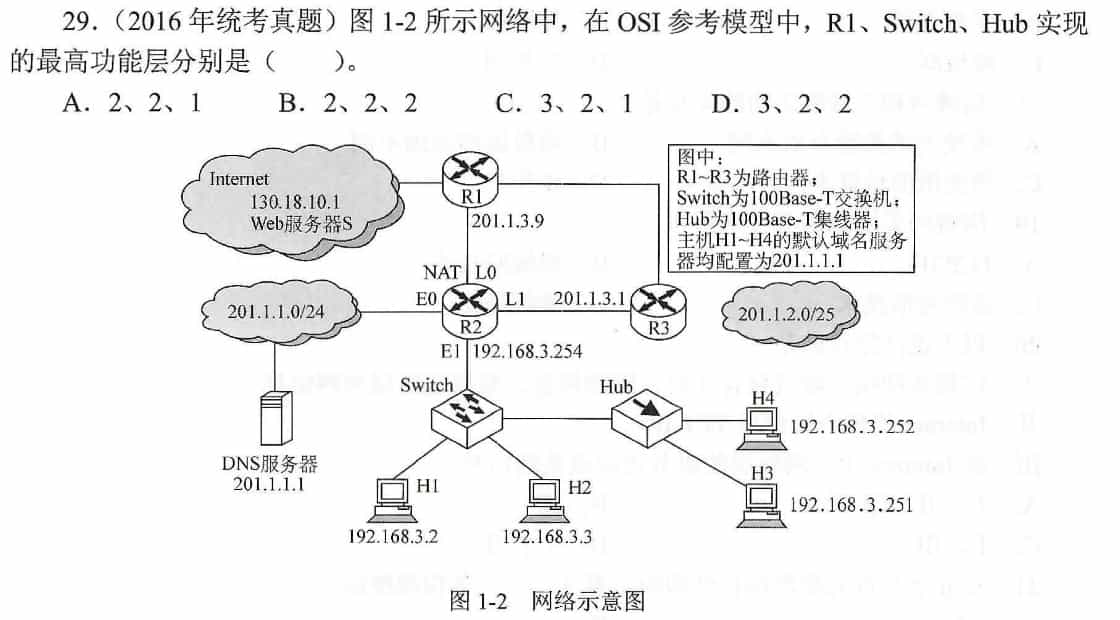 29.（2016 年统考真题）图 1-2 所示网络中，在 OSI 参考模型中，R1、Switch、Hub 实现
的最高功能层分别是（　　）。
A. 2、2、1　　B. 2、2、2　　C. 3、2、1　　D. 3、2、2
Internet
130.18.10.1
Web服务器S
R1
201.1.3.9
图中：
R1~R3为路由器；
Switch为100Base-T交换机；
Hub为100Base-T集线器；
主机H1~H4的默认域名服务
器均配置为201.1.1.1
NAT L0
201.1.1.0/24
E0
R2
L1
201.1.3.1
R3
201.1.2.0/25
E1
192.168.3.254
Switch
Hub
H4
192.168.3.252
DNS服务器
201.1.1.1
H1
192.168.3.2
H2
192.168.3.3
H3
192.168.3.251
图 1-2　网络示意图